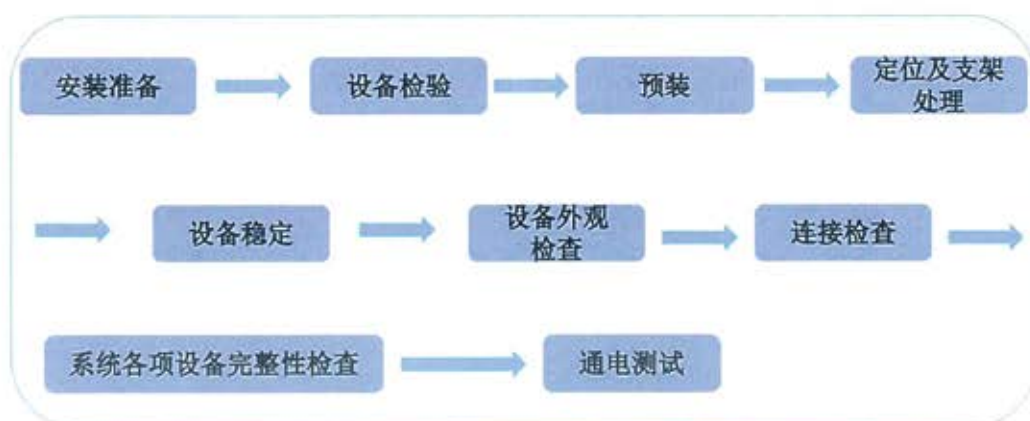 安装准备
设备检验
预装
定位及支架
处理
设备稳定
设备外观
检查
连接检查
系统各项设备完整性检查
通电测试